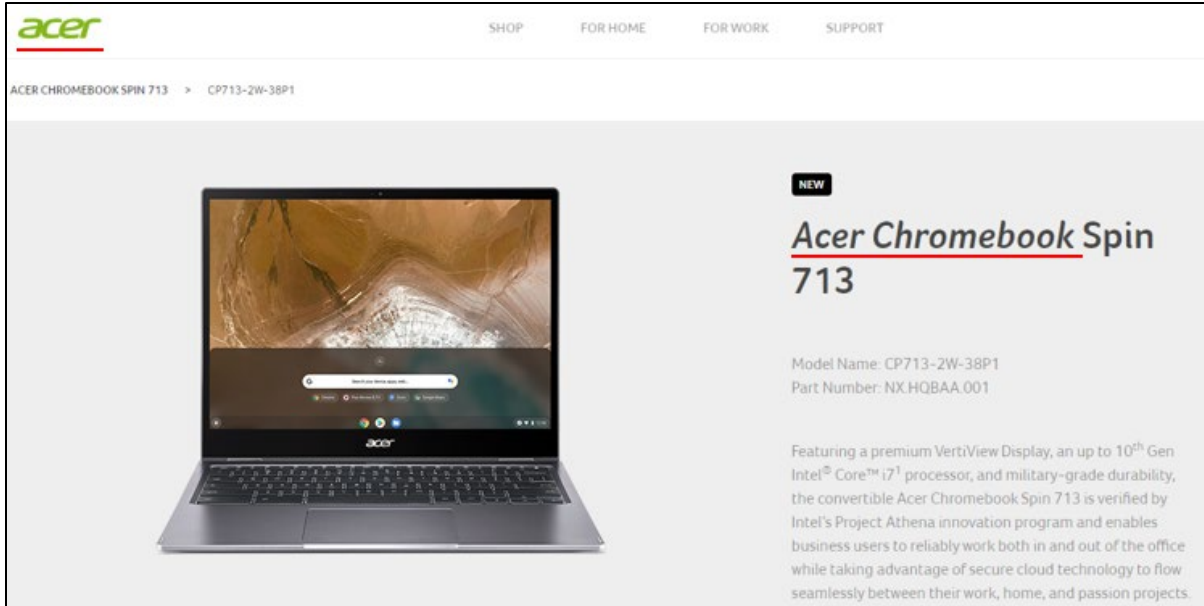 acer
SHOP FOR HOME FOR WORK SUPPORT
ACER CHROMEBOOK SPIN 713 > CP713-2W-38P1
NEW
Acer Chromebook Spin
713
Model Name: CP713-2W-38P1
Part Number: NX.HQBAA.001
Featuring a premium VertiView Display, an up to 10th Gen
Intel® Core™ i7¹ processor, and military-grade durability,
the convertible Acer Chromebook Spin 713 is verified by
Intel's Project Athena innovation program and enables
business users to reliably work both in and out of the office
while taking advantage of secure cloud technology to flow
seamlessly between their work, home, and passion projects.
acer